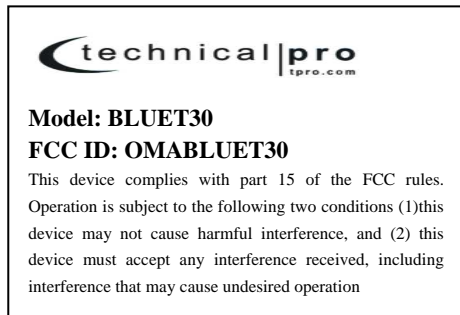 technical|pro
tpro.com
Model: BLUET30
FCC ID: OMABLUET30
This device complies with part 15 of the FCC rules.
Operation is subject to the following two conditions (1)this
device may not cause harmful interference, and (2) this
device must accept any interference received, including
interference that may cause undesired operation